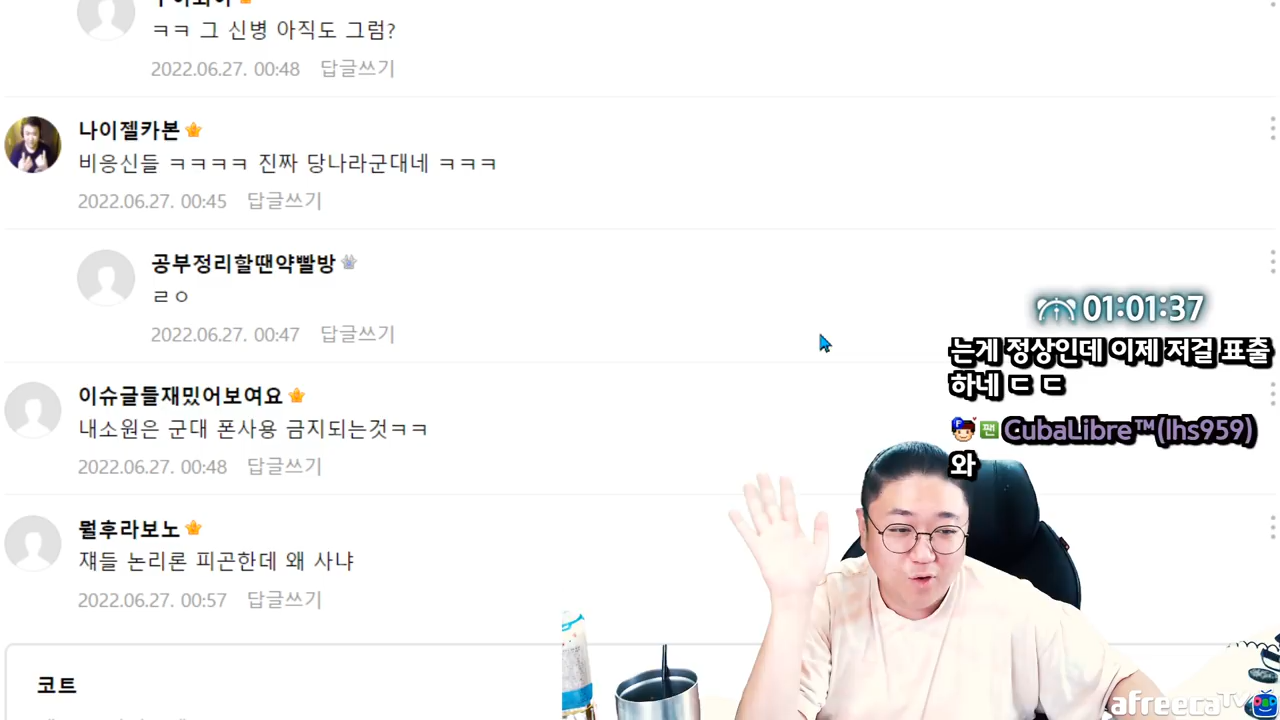 ㅋㅋ 그 신병 아직도 그럼?
2022.06.27. 00:48 답글쓰기
나이젤카본
비응신들 ㅋㅋㅋㅋ 진짜 당나라군대네 ㅋㅋㅋ
2022.06.27. 00:45 답글쓰기
공부정리할땐약빨방
ㄹㅇ
2022.06.27. 00:47 답글쓰기
이슈글들재밌어보여요
내소원은 군대 폰사용 금지되는것ㅋㅋ
2022.06.27. 00:48 답글쓰기
뭘후라보노
쟤들 논리론 피곤한데 왜 사냐
2022.06.27. 00:57 답글쓰기
코트
01:01:37
는게 정상인데 이제 저걸 표출
하네 ㄷ ㄷ
팬 CubaLibre™(lhs959)
와
afreecaTV